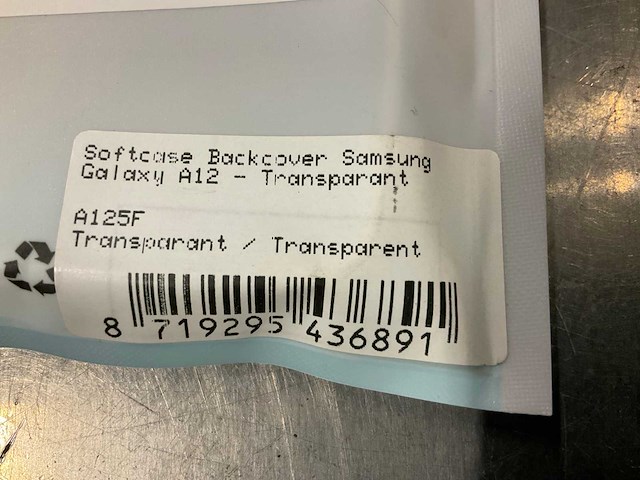 Softcase Backcover Samsung
Galaxy A12 - Transparant
A125F
Transparant / Transparent
8 719295 436891